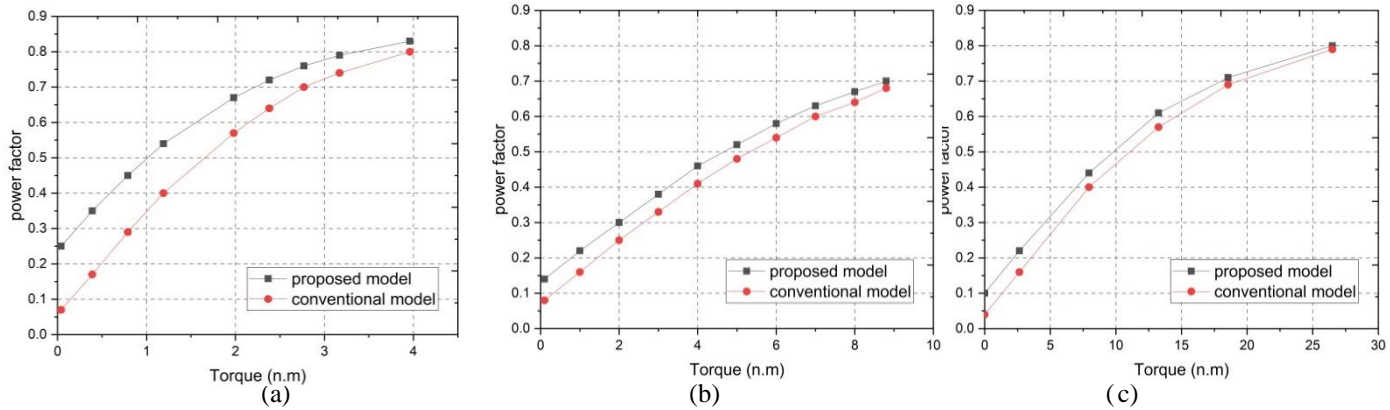 0.9
0.8
0.7
0.6
0.5
0.4
0.3
0.2
0.1
0.0
power factor
0 1 2 3 4
Torque (n.m)
proposed model
conventional model
(a)
0.9
0.8
0.7
0.6
0.5
0.4
0.3
0.2
0.1
0.0
power factor
0 2 4 6 8 10
Torque (n.m)
proposed model
conventional model
(b)
0.9
0.8
0.7
0.6
0.5
0.4
0.3
0.2
0.1
0.0
power factor
0 5 10 15 20 25 30
Torque (n.m)
proposed model
conventional model
(c)